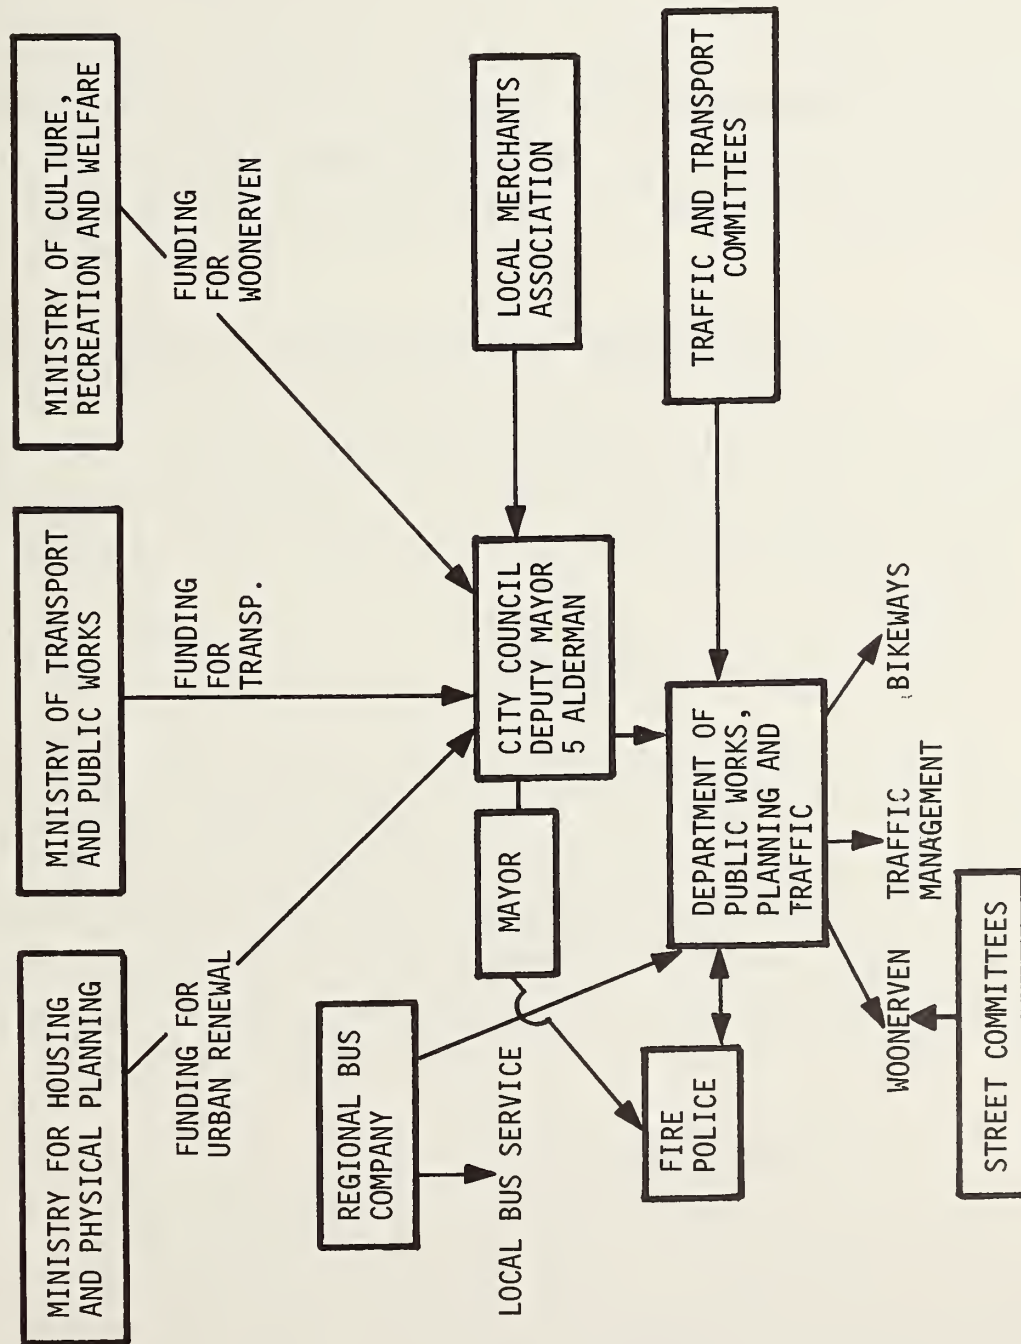 MINISTRY FOR HOUSING
AND PHYSICAL PLANNING
MINISTRY OF TRANSPORT
AND PUBLIC WORKS
MINISTRY OF CULTURE,
RECREATION AND WELFARE
FUNDING FOR
URBAN RENEWAL
FUNDING
FOR
TRANSP.
FUNDING
FOR
WOONERVEN
REGIONAL BUS
COMPANY
LOCAL BUS SERVICE
MAYOR
CITY COUNCIL
DEPUTY MAYOR
5 ALDERMAN
LOCAL MERCHANTS
ASSOCIATION
FIRE
POLICE
DEPARTMENT OF
PUBLIC WORKS,
PLANNING AND
TRAFFIC
TRAFFIC AND TRANSPORT
COMMITTEES
WOONERVEN
TRAFFIC
MANAGEMENT
BIKEWAYS
STREET COMMITTEES